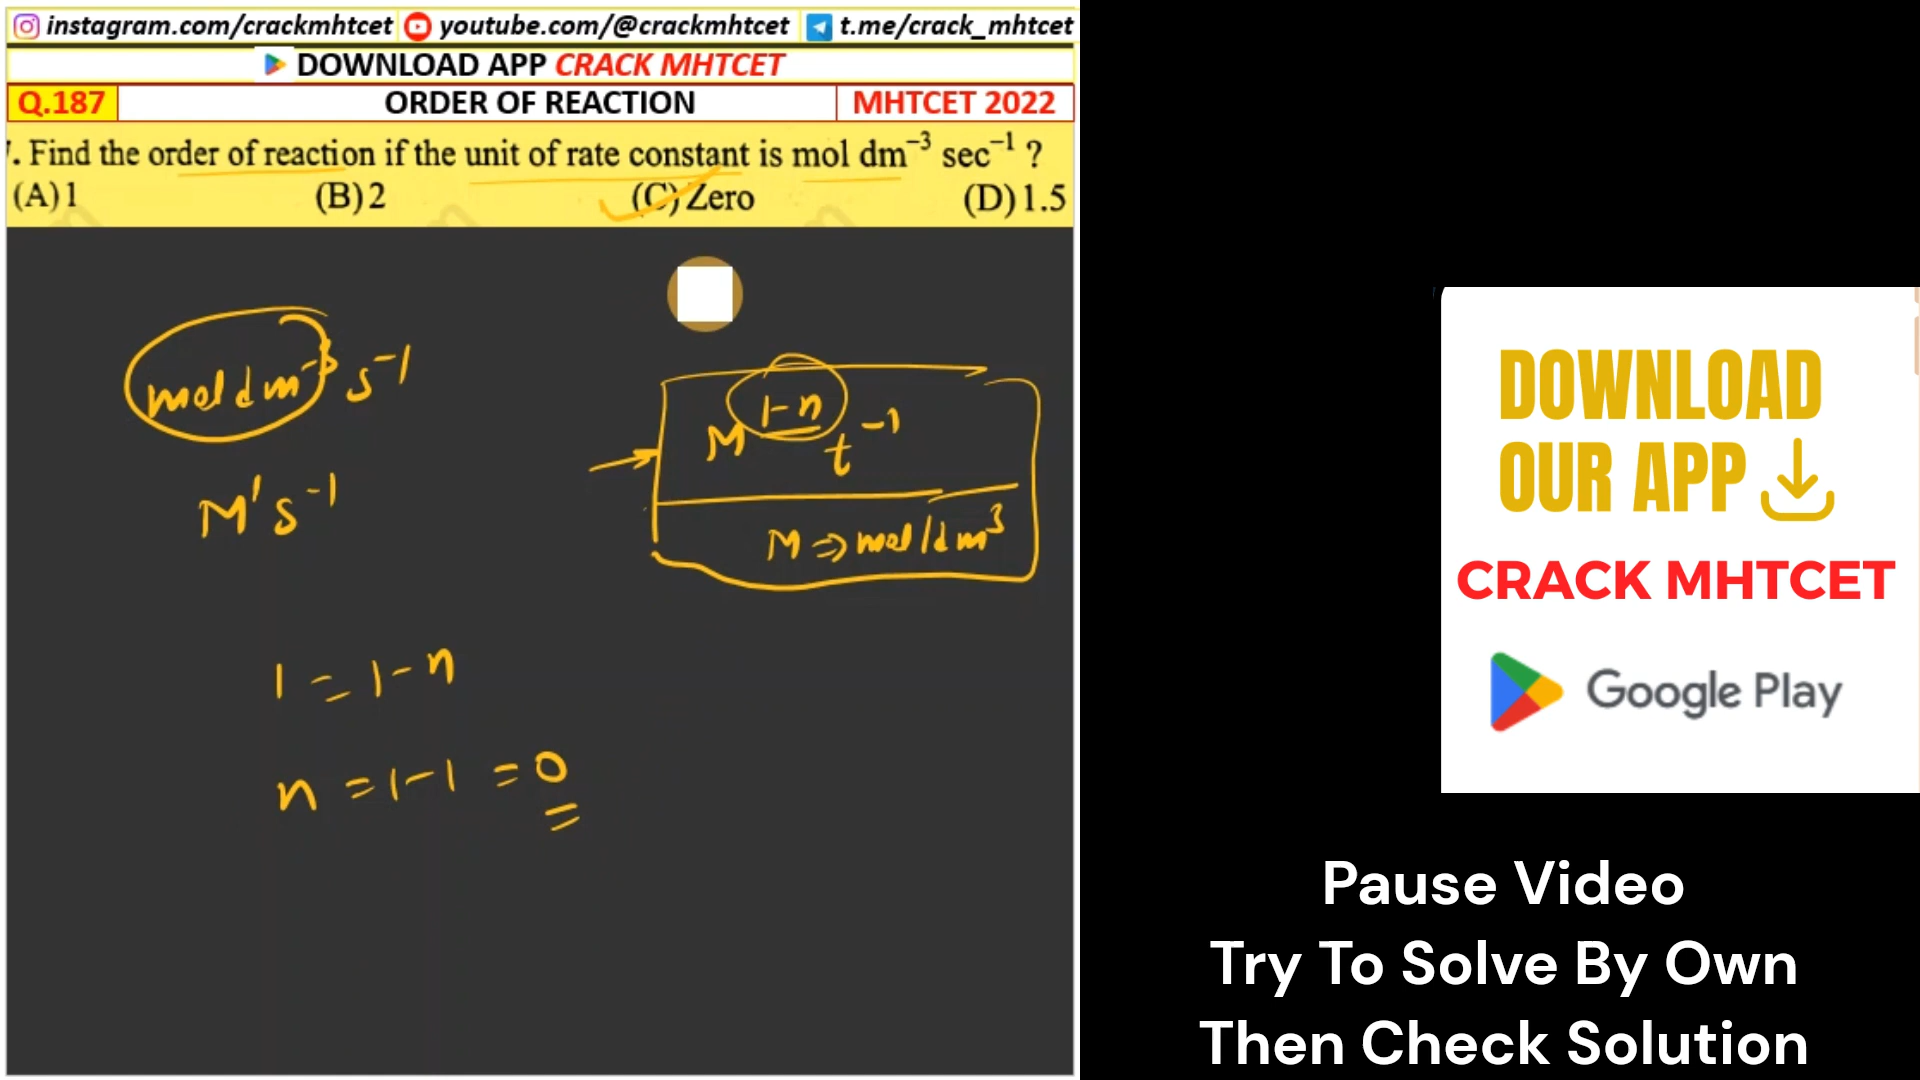 instagram.com/crackmhtcet youtube.com/@crackmhtcet t.me/crack_mhtcet
DOWNLOAD APP CRACK MHTCET
Q.187 ORDER OF REACTION MHTCET 2022
. Find the order of reaction if the unit of rate constant is mol dm⁻³ sec⁻¹ ?
(A) 1 (B) 2 (C) Zero (D) 1.5
mol dm⁻³ s⁻¹
M¹ s⁻¹
M^(1-n) t⁻¹
M ⇒ mol/dm³
1 = 1-n
n = 1-1 = 0
DOWNLOAD
OUR APP
CRACK MHTCET
Google Play
Pause Video
Try To Solve By Own
Then Check Solution